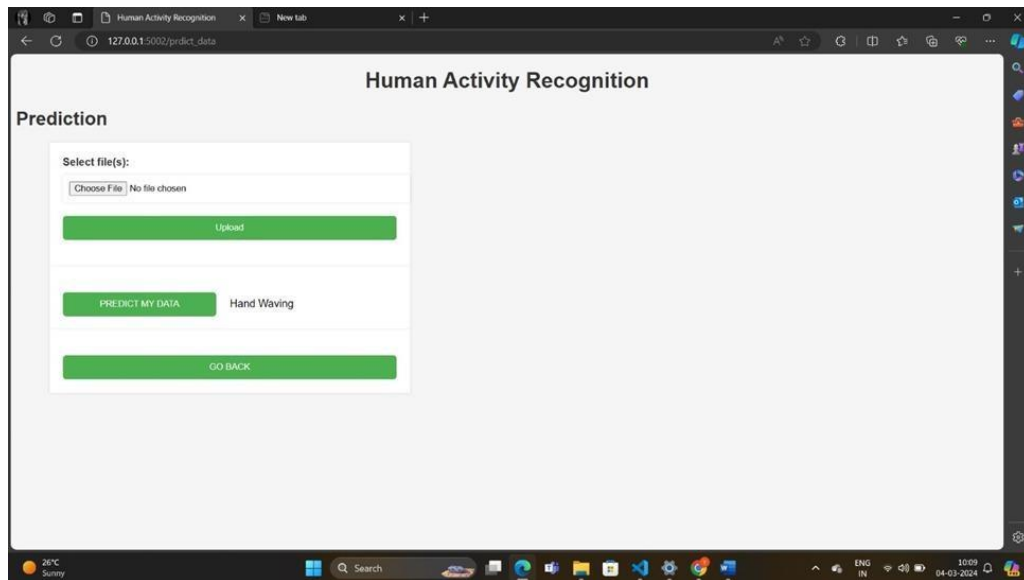 Human Activity Recognition
New tab
127.0.0.1:5002/prdict_data
Human Activity Recognition
Prediction
Select file(s):
Choose File No file chosen
Upload
PREDICT MY DATA Hand Waving
GO BACK
26°C
Sunny
Search
ENG
IN
10:09
04-03-2024